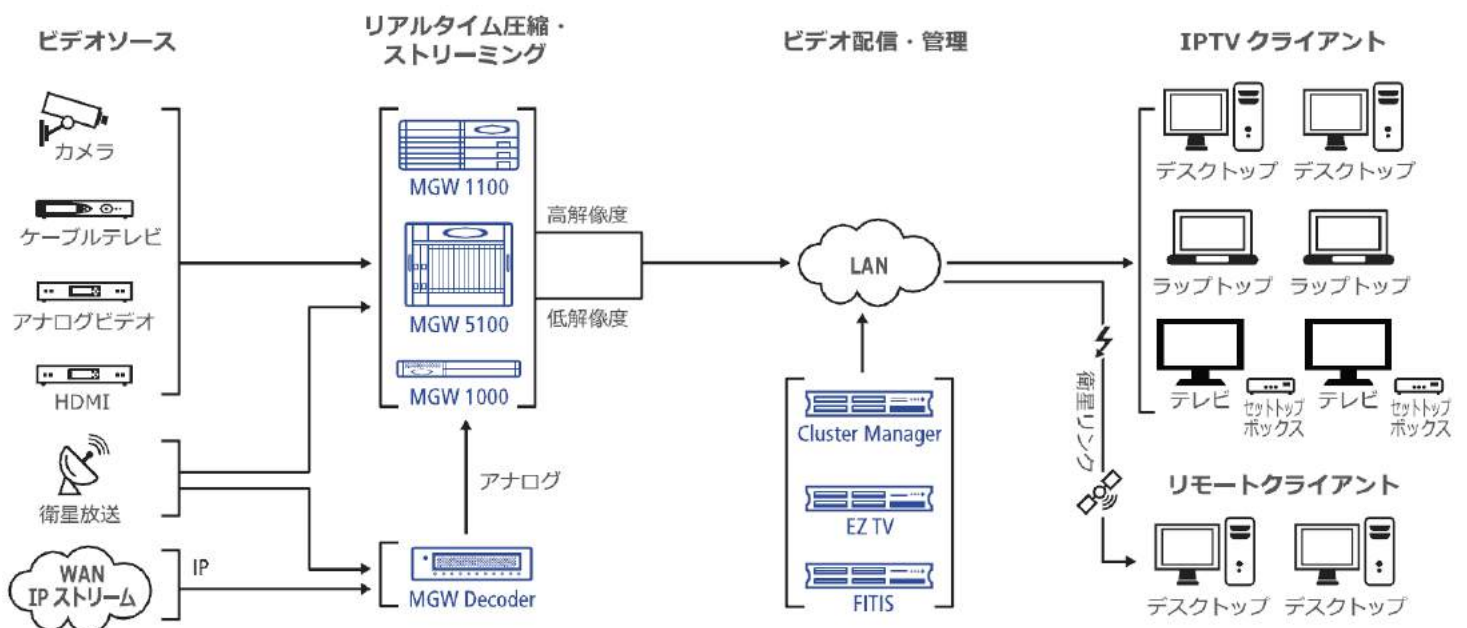 ビデオソース
リアルタイム圧縮・
ストリーミング
ビデオ配信・管理
IPTV クライアント
カメラ
ケーブルテレビ
アナログビデオ
HDMI
衛星放送
WAN
IP ストリーム
IP
MGW 1100
MGW 5100
MGW 1000
アナログ
MGW Decoder
高解像度
低解像度
LAN
Cluster Manager
EZ TV
FITIS
衛星リンク
デスクトップ デスクトップ
ラップトップ ラップトップ
テレビ セットトップ テレビ セットトップ
ボックス ボックス
リモートクライアント
デスクトップ デスクトップ